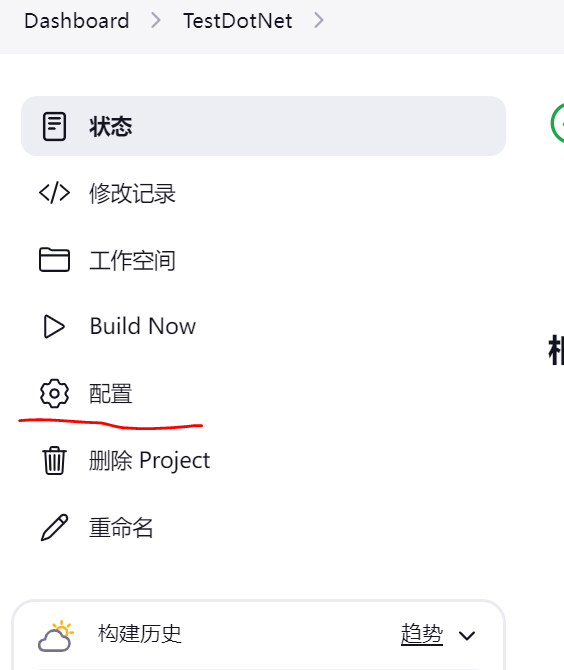 Dashboard > TestDotNet >
状态
修改记录
工作空间
Build Now
配置
删除 Project
重命名
构建历史 趋势